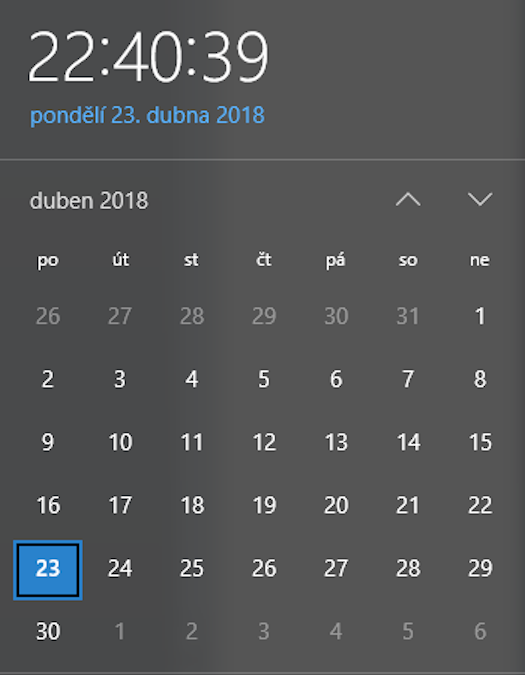 22:40:39
pondělí 23. dubna 2018
duben 2018
po út st čt pá so ne
26 27 28 29 30 31 1
2 3 4 5 6 7 8
9 10 11 12 13 14 15
16 17 18 19 20 21 22
23 24 25 26 27 28 29
30 1 2 3 4 5 6